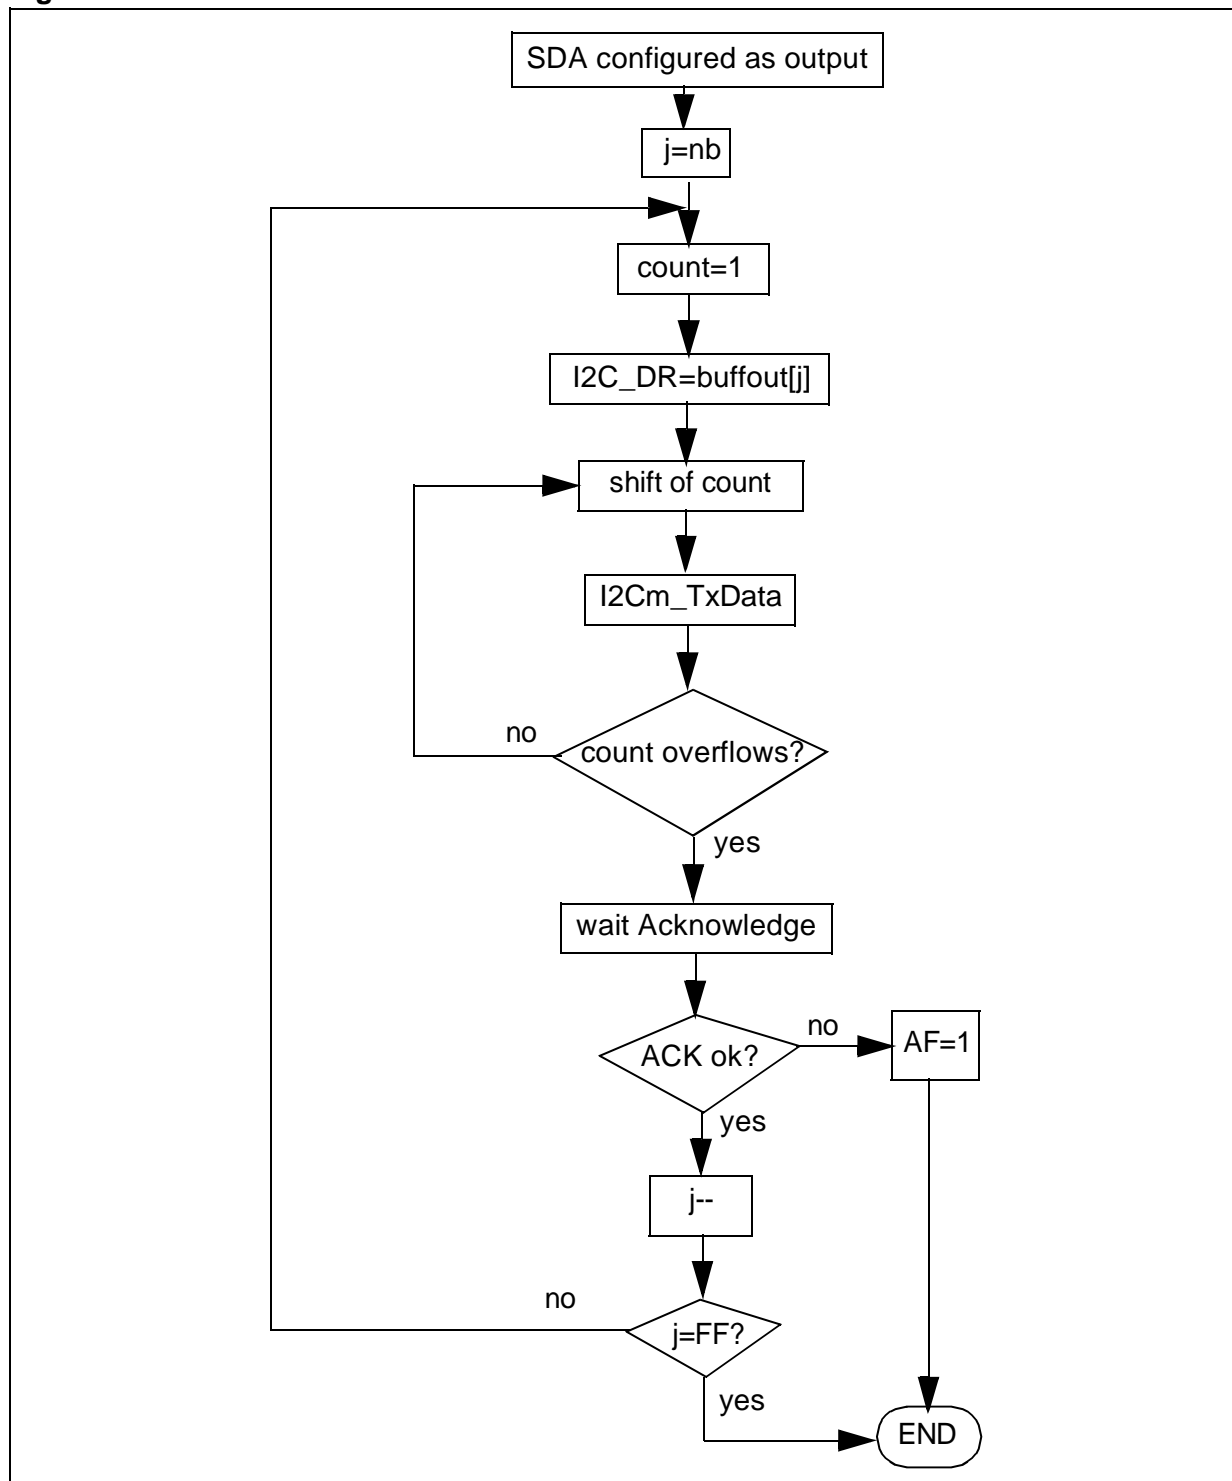 SDA configured as output
j=nb
count=1
I2C_DR=buffout[j]
shift of count
I2Cm_TxData
no
count overflows?
yes
wait Acknowledge
no
ACK ok?
AF=1
yes
j--
no
j=FF?
yes
END